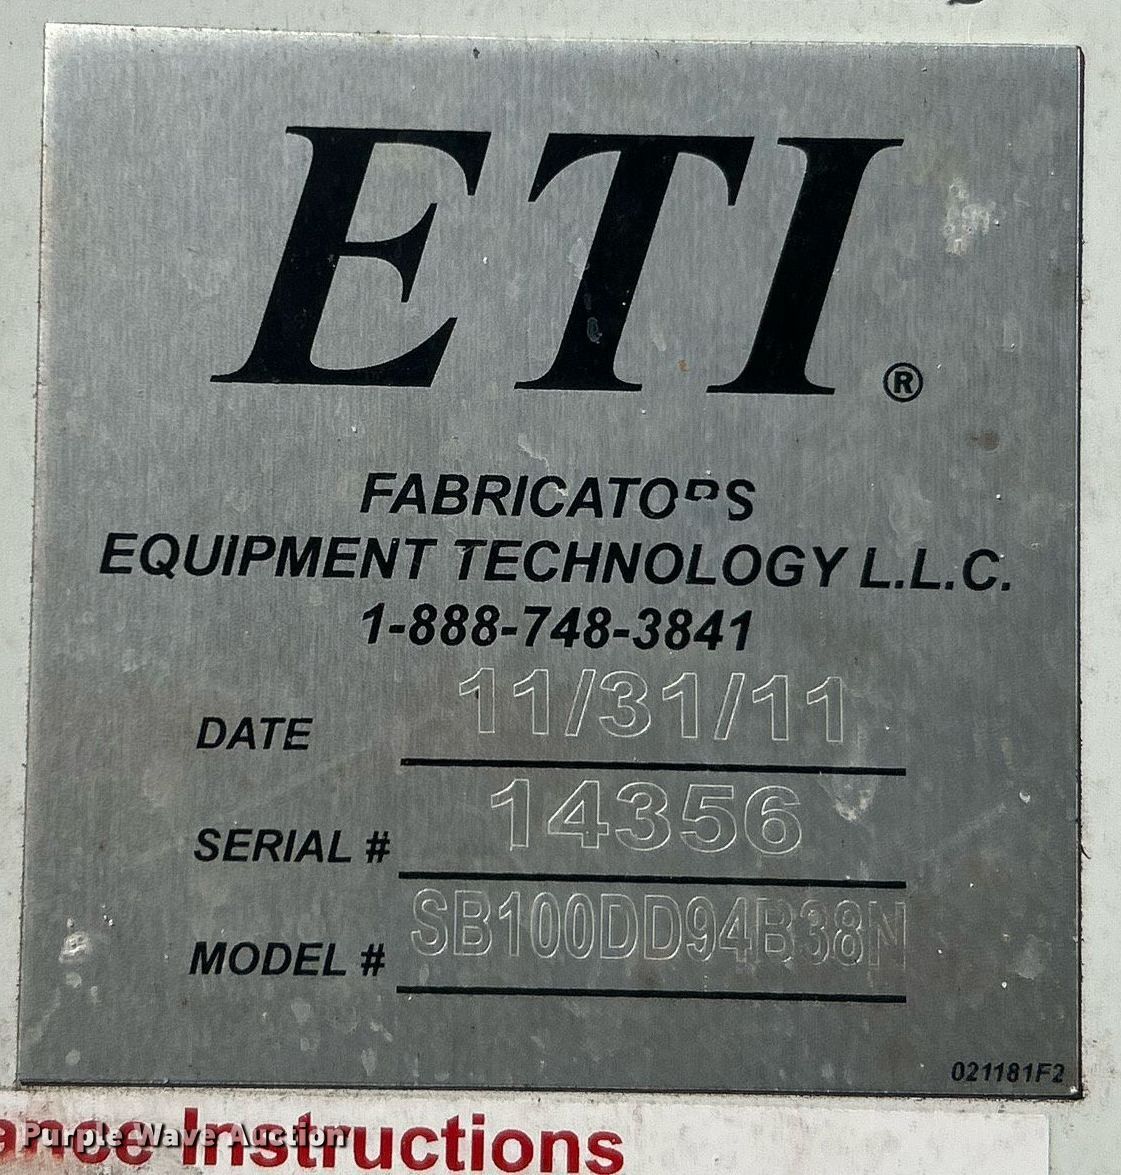 ETI®
FABRICATORS
EQUIPMENT TECHNOLOGY L.L.C.
1-888-748-3841
DATE 11/31/11
SERIAL # 14356
MODEL # SB100DD94B38N
021181F2
ance Instructions
Purple Wave Auction